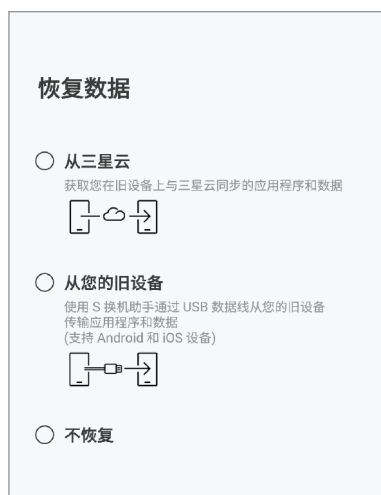 恢复数据
从三星云
获取您在旧设备上与三星云同步的应用程序和数据
从您的旧设备
使用 S 换机助手通过 USB 数据线从您的旧设备
传输应用程序和数据
(支持 Android 和 iOS 设备)
不恢复